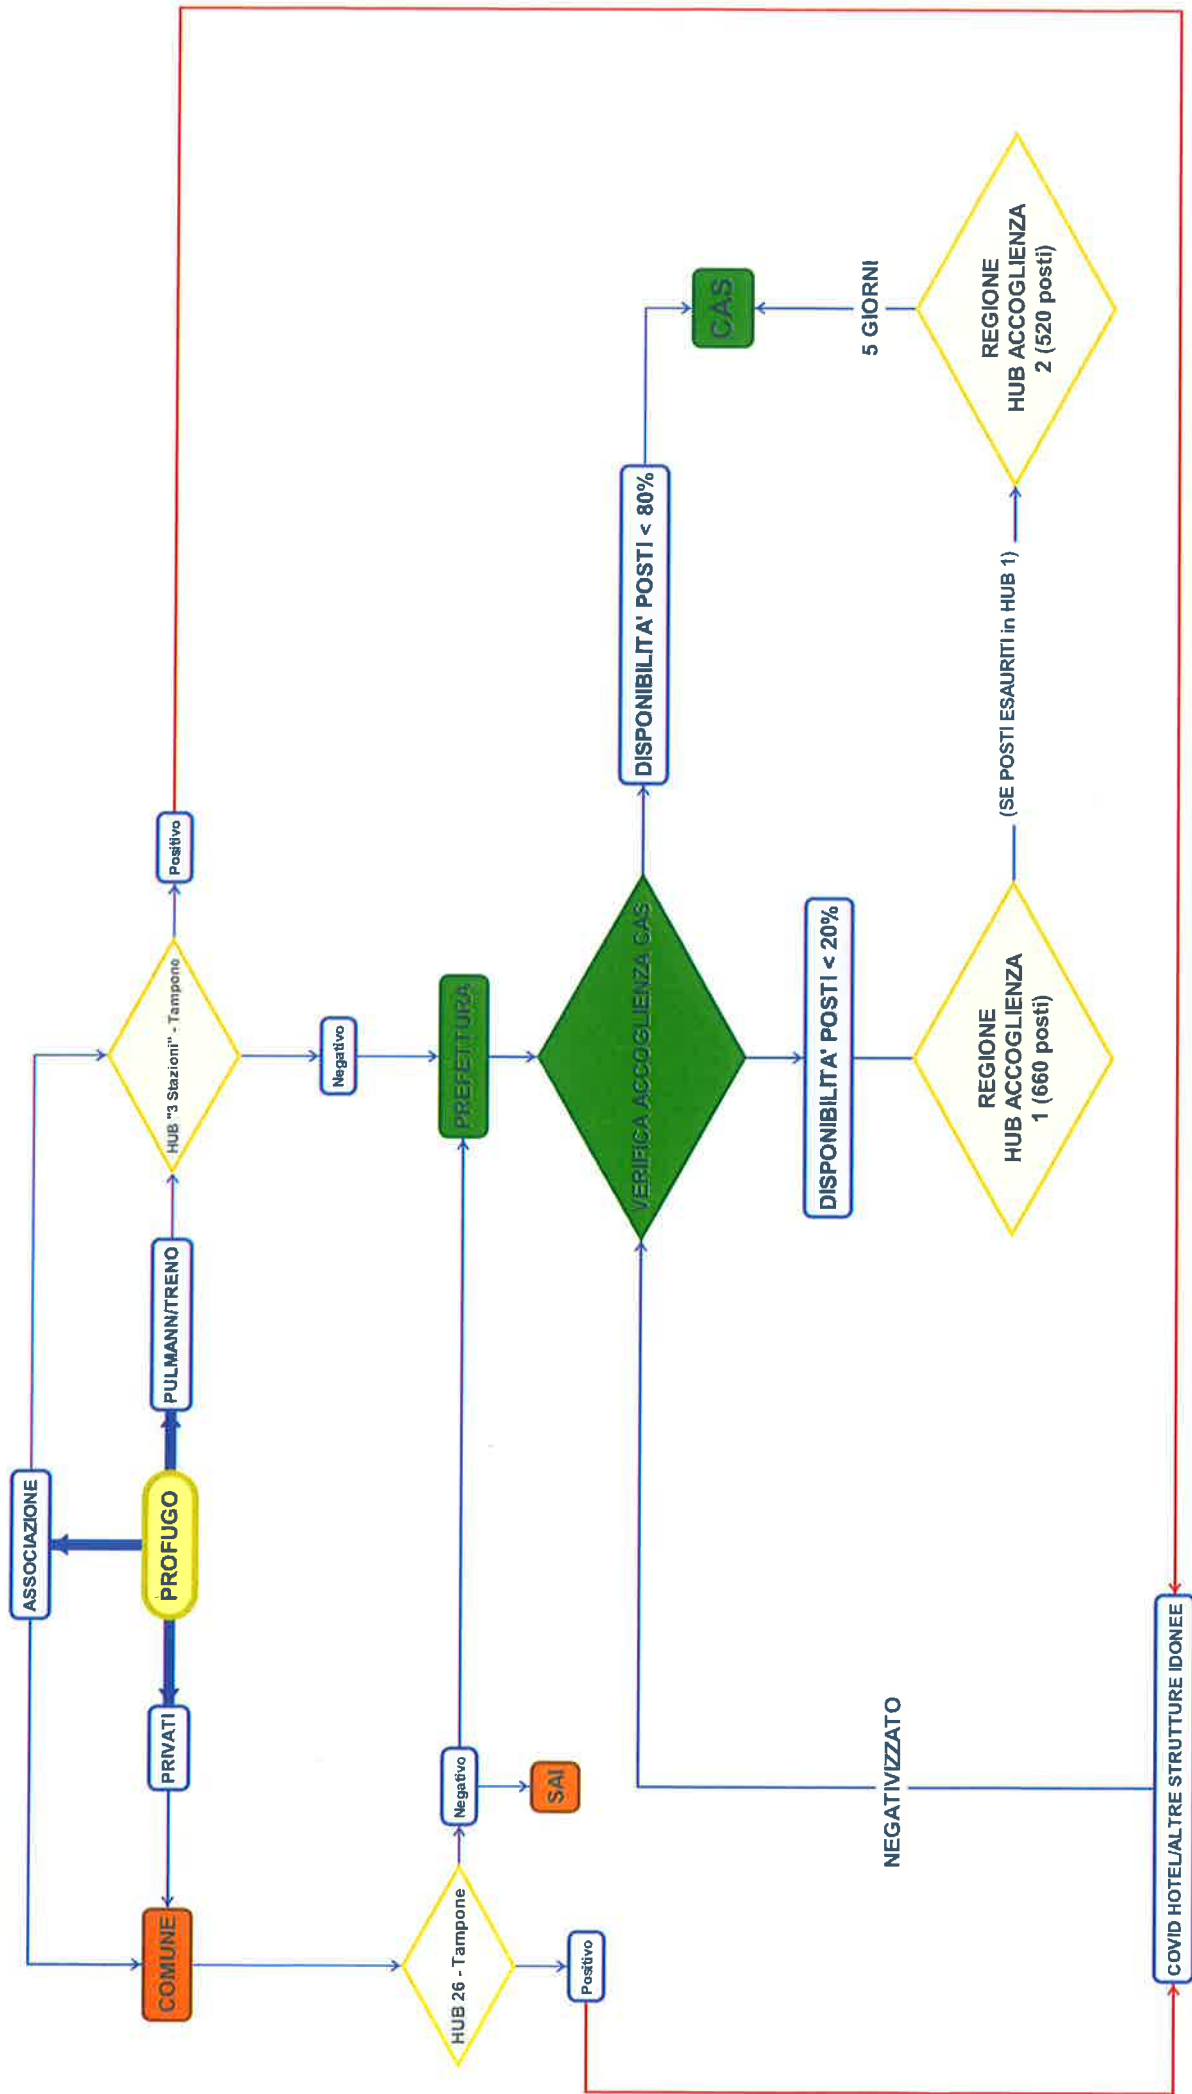 ASSOCIAZIONE
COMUNE
PRIVATI
PROFUGO
PULMANN/TRENO
HUB "3 Stazioni" - Tampone
Positivo
Negativo
HUB 26 - Tampone
Negativo
PREFETTURA
Positivo
SAI
VERIFICA ACCOGLIENZA CAS
DISPONIBILITA' POSTI < 80%
CAS
DISPONIBILITA' POSTI < 20%
5 GIORNI
NEGATIVIZZATO
REGIONE
HUB ACCOGLIENZA
1 (660 posti)
(SE POSTI ESAURITI in HUB 1)
REGIONE
HUB ACCOGLIENZA
2 (520 posti)
COVID HOTEL/ALTRE STRUTTURE IDONEE